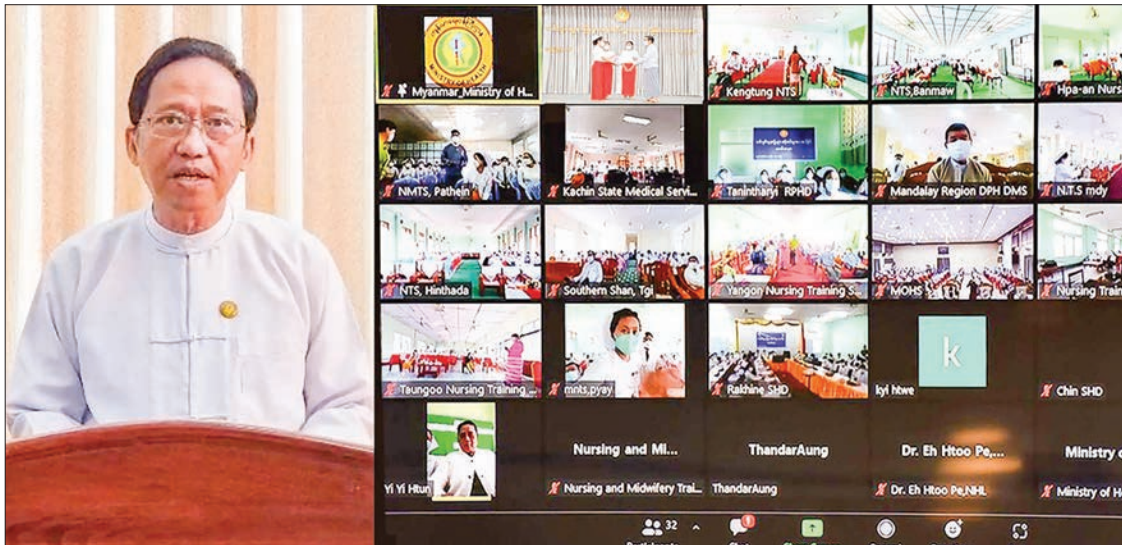 Myanmar_Ministry of H...
Kengtung NTS
NTS,Banmaw
Hpa-an Nurs
NMTS, Pathein
Kachin State Medical Servi...
Tanintharyi RPHD
Mandalay Region DPH DMS
N.T.S mdy
NTS, Hinthada
Southern Shan, Tgi
Yangon Nursing Training S...
MOHS
Nursing Train
Taungoo Nursing Training ...
mnts,pyay
Rakhine SHD
k
kyi htwe
Chin SHD
Yi Yi Htun
Nursing and MI...
Nursing and Midwifery Trai...
ThandarAung
ThandarAung
Dr. Eh Htoo Pe,...
Dr. Eh Htoo Pe,NHL
Ministry o
Ministry of He
32
1